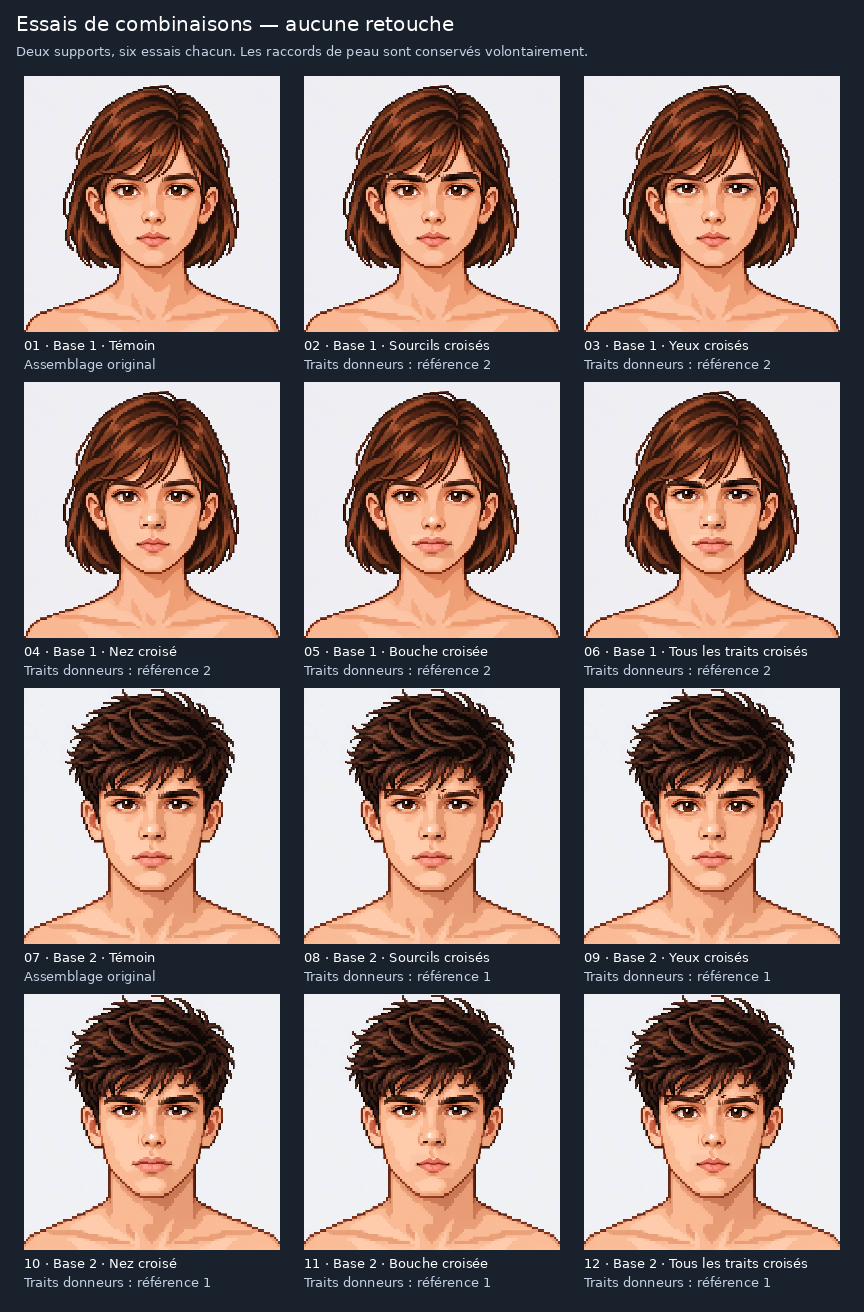 Essais de combinaisons — aucune retouche
Deux supports, six essais chacun. Les raccords de peau sont conservés volontairement.
01 · Base 1 · Témoin
Assemblage original
02 · Base 1 · Sourcils croisés
Traits donneurs : référence 2
03 · Base 1 · Yeux croisés
Traits donneurs : référence 2
04 · Base 1 · Nez croisé
Traits donneurs : référence 2
05 · Base 1 · Bouche croisée
Traits donneurs : référence 2
06 · Base 1 · Tous les traits croisés
Traits donneurs : référence 2
07 · Base 2 · Témoin
Assemblage original
08 · Base 2 · Sourcils croisés
Traits donneurs : référence 1
09 · Base 2 · Yeux croisés
Traits donneurs : référence 1
10 · Base 2 · Nez croisé
Traits donneurs : référence 1
11 · Base 2 · Bouche croisée
Traits donneurs : référence 1
12 · Base 2 · Tous les traits croisés
Traits donneurs : référence 1